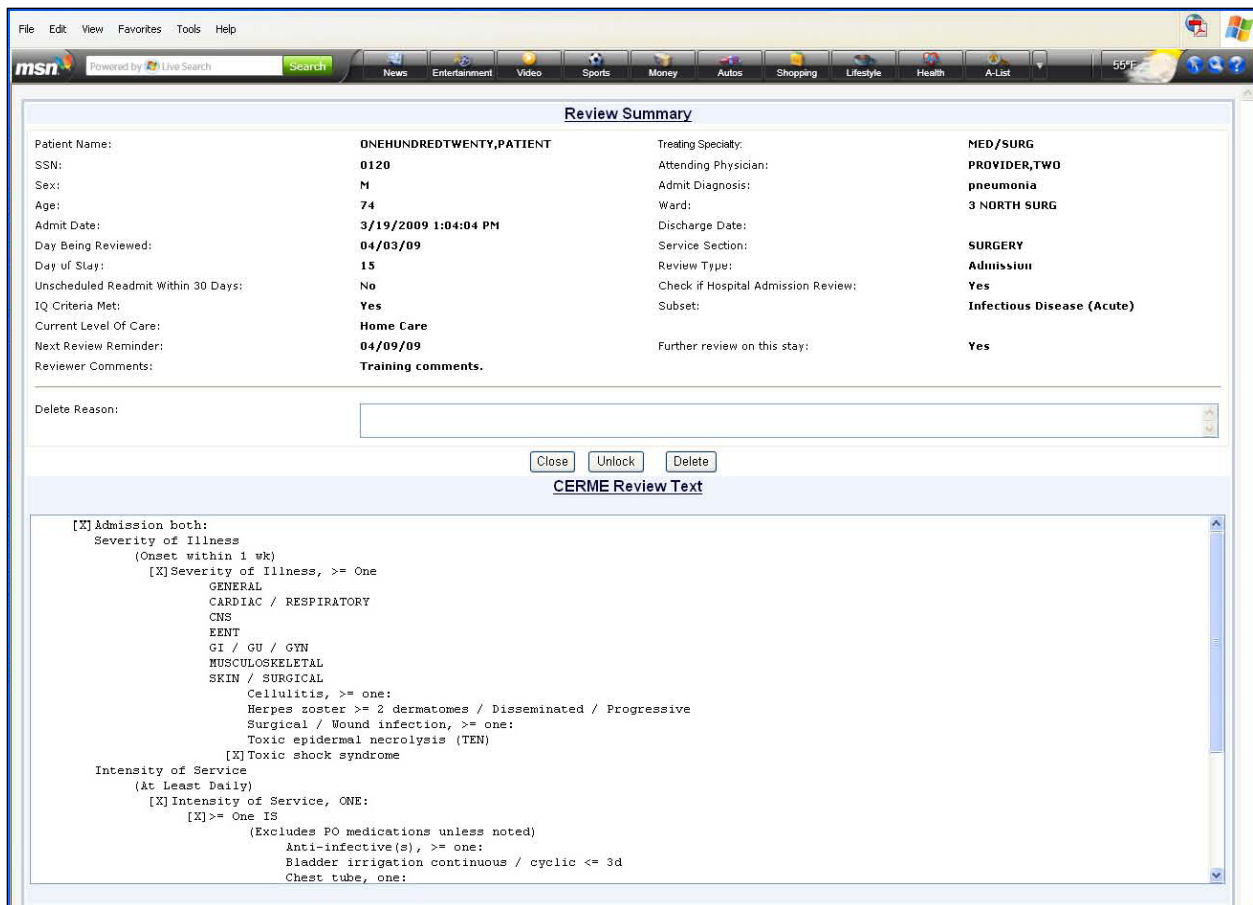 File Edit View Favorites Tools Help
msn Powered by Live Search Search News Entertainment Video Sports Money Autos Shopping Lifestyle Health A-List 55°F
Review Summary
Patient Name: ONEHUNDREDTWENTY,PATIENT Treating Specialty: MED/SURG
SSN: 0120 Attending Physician: PROVIDER,TWO
Sex: M Admit Diagnosis: pneumonia
Age: 74 Ward: 3 NORTH SURG
Admit Date: 3/19/2009 1:04:04 PM Discharge Date:
Day Being Reviewed: 04/03/09 Service Section: SURGERY
Day of Stay: 15 Review Type: Admission
Unscheduled Readmit Within 30 Days: No Check if Hospital Admission Review: Yes
IQ Criteria Met: Yes Subset: Infectious Disease (Acute)
Current Level Of Care: Home Care
Next Review Reminder: 04/09/09 Further review on this stay: Yes
Reviewer Comments: Training comments.
Delete Reason:
Close Unlock Delete
CERME Review Text
[X] Admission both:
Severity of Illness
(Onset within 1 wk)
[X] Severity of Illness, >= One
GENERAL
CARDIAC / RESPIRATORY
CNS
EENT
GI / GU / GYN
MUSCULOSKELETAL
SKIN / SURGICAL
Cellulitis, >= one:
Herpes zoster >= 2 dermatomes / Disseminated / Progressive
Surgical / Wound infection, >= one:
Toxic epidermal necrolysis (TEN)
[X] Toxic shock syndrome
Intensity of Service
(At Least Daily)
[X] Intensity of Service, ONE:
[X] >= One IS
(Excludes PO medications unless noted)
Anti-infective(s), >= one:
Bladder irrigation continuous / cyclic <= 3d
Chest tube, one: